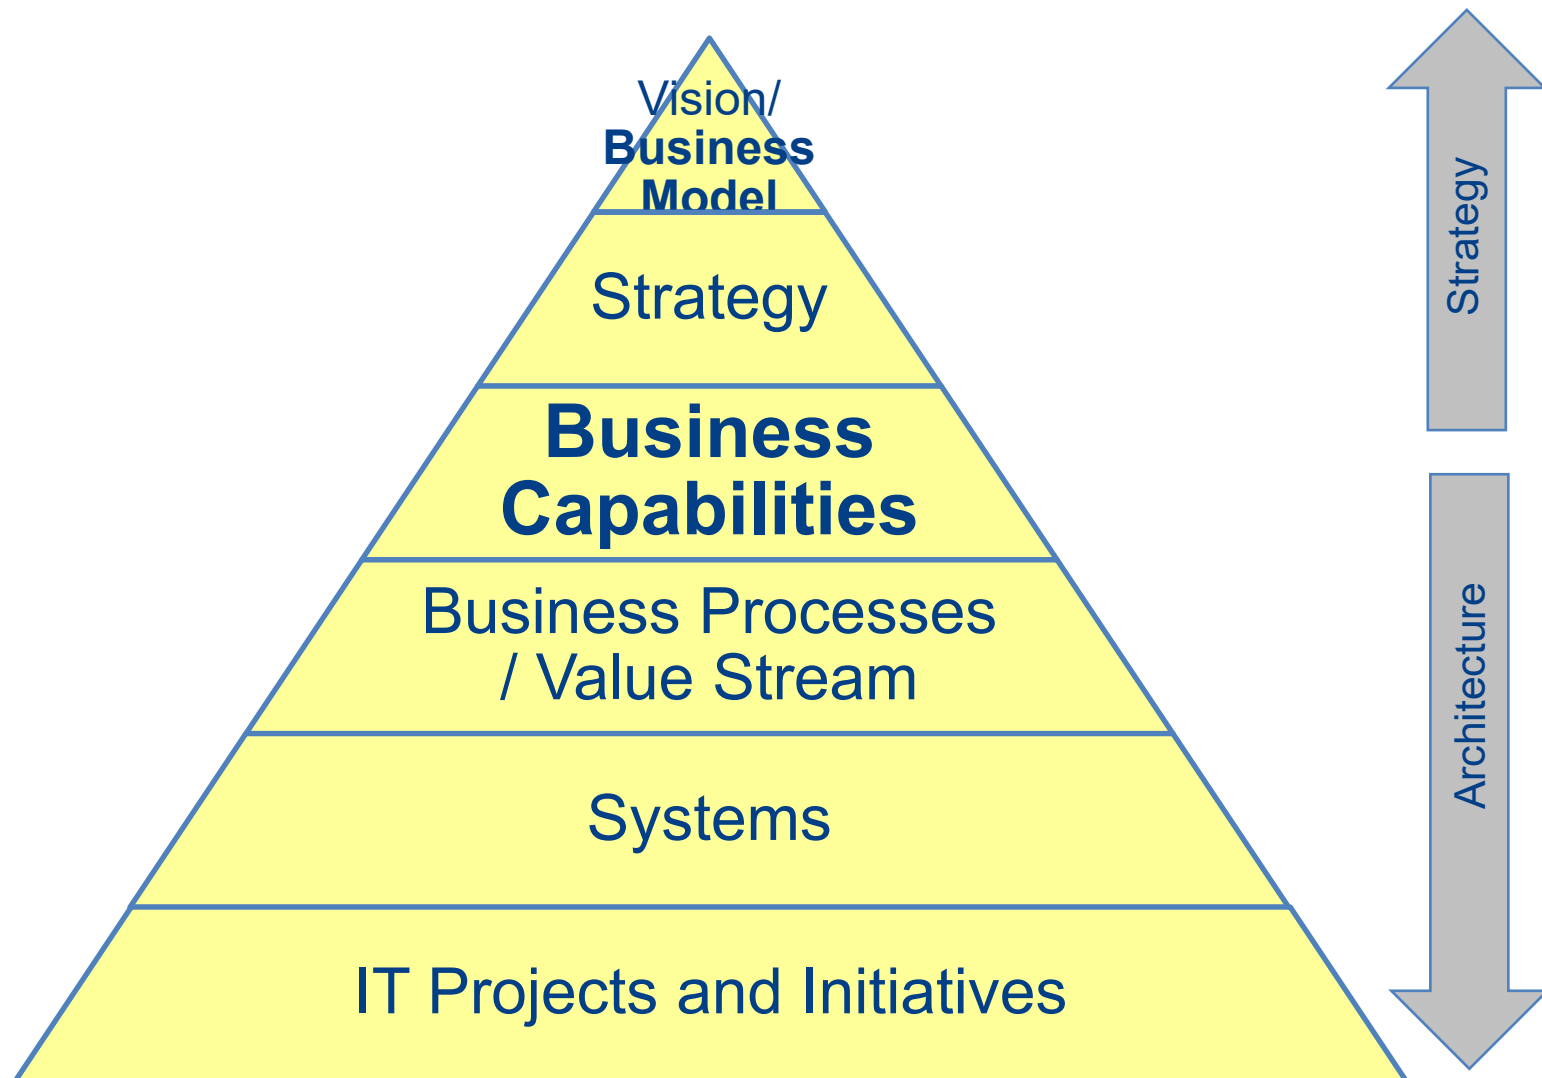 Vision/
Business
Model
Strategy
Business
Capabilities
Business Processes
/ Value Stream
Systems
IT Projects and Initiatives
Strategy
Architecture